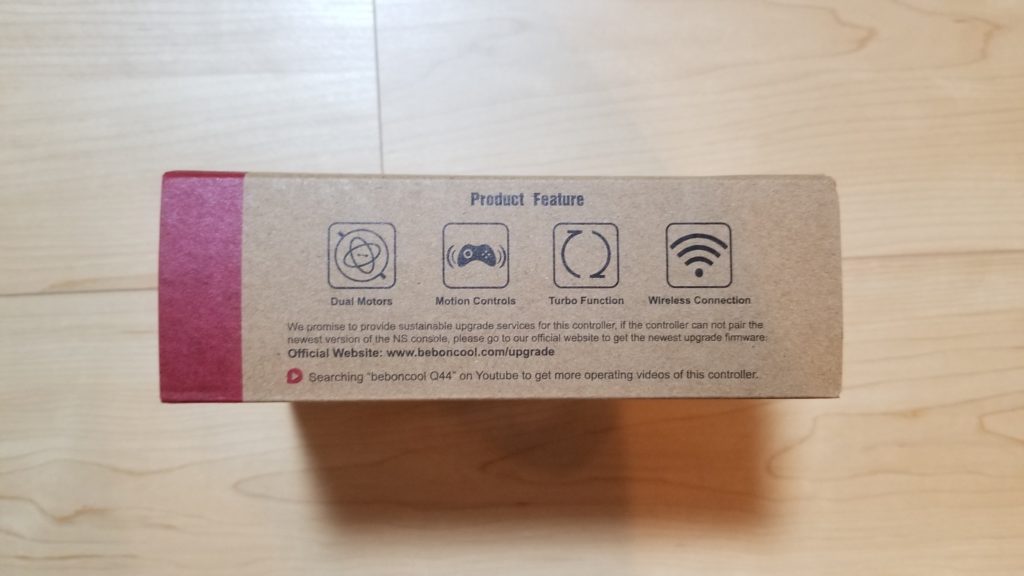 Product Feature
Dual Motors Motion Controls Turbo Function Wireless Connection
We promise to provide sustainable upgrade services for this controller, if the controller can not pair the
newest version of the NS console, please go to our official website to get the newest upgrade firmware:
Official Website: www.beboncool.com/upgrade
Searching "beboncool Q44" on Youtube to get more operating videos of this controller.